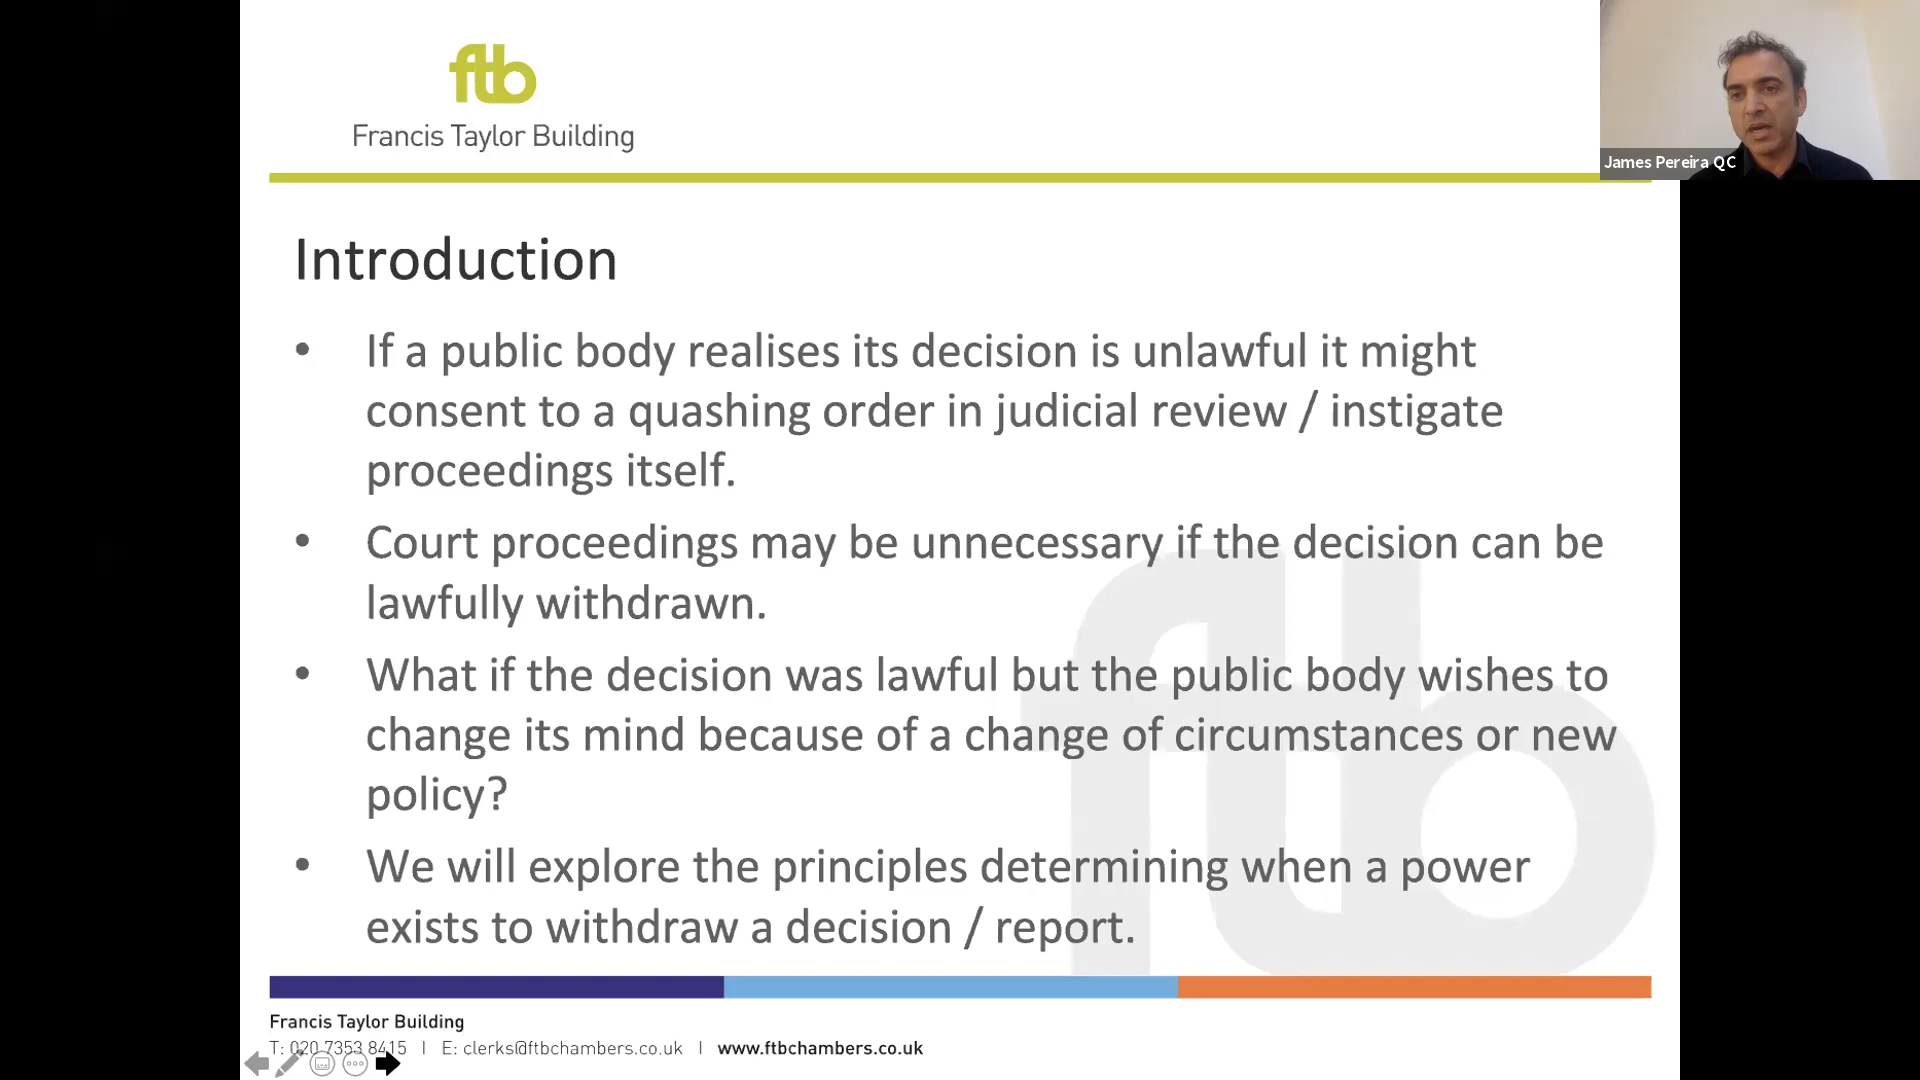 ftb
Francis Taylor Building
James Pereira QC
Introduction
• If a public body realises its decision is unlawful it might
consent to a quashing order in judicial review / instigate
proceedings itself.
• Court proceedings may be unnecessary if the decision can be
lawfully withdrawn.
• What if the decision was lawful but the public body wishes to
change its mind because of a change of circumstances or new
policy?
• We will explore the principles determining when a power
exists to withdraw a decision / report.
ftb
Francis Taylor Building
T: 020 7353 8415 | E: clerks@ftbchambers.co.uk | www.ftbchambers.co.uk